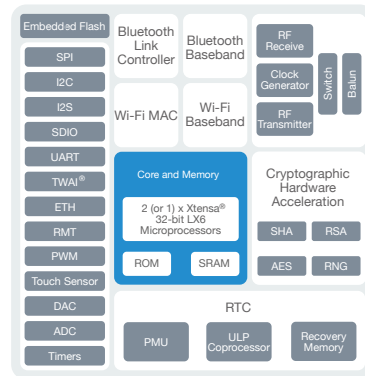 Embedded Flash
SPI
I2C
I2S
SDIO
UART
TWAI®
ETH
RMT
PWM
Touch Sensor
DAC
ADC
Timers
Bluetooth
Link
Controller
Bluetooth
Baseband
Wi-Fi MAC
Wi-Fi
Baseband
RF
Receive
Clock
Generator
RF
Transmitter
Switch
Balun
Core and Memory
2 (or 1) x Xtensa®
32-bit LX6
Microprocessors
ROM
SRAM
Cryptographic
Hardware
Acceleration
SHA
RSA
AES
RNG
RTC
PMU
ULP
Coprocessor
Recovery
Memory